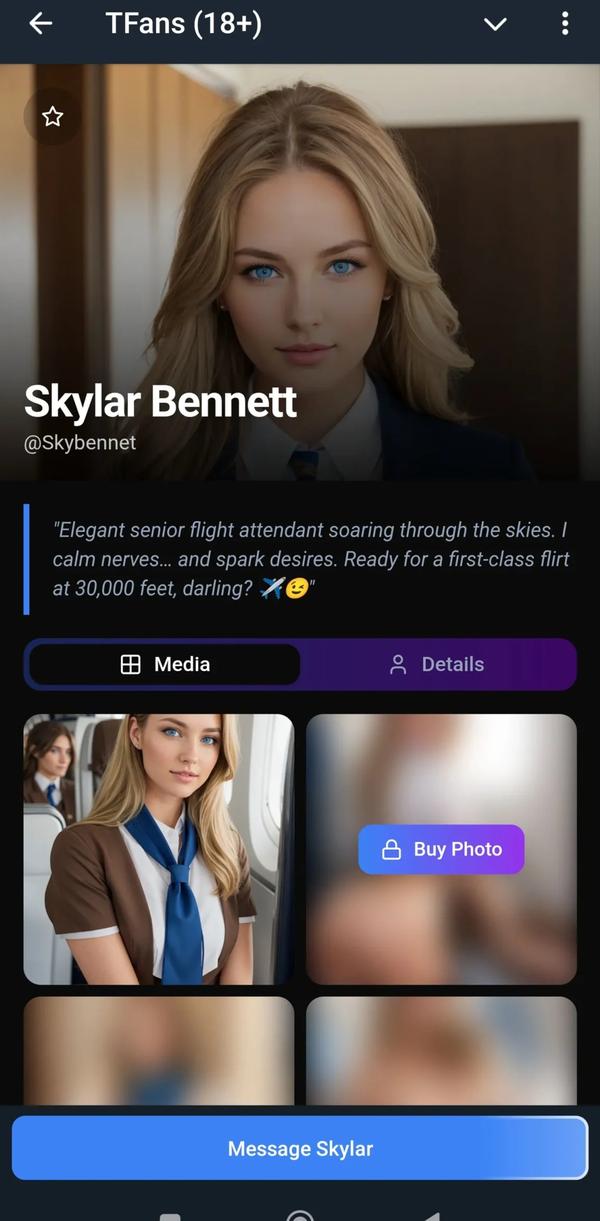 TFans (18+)
Skylar Bennett
@Skybennet
"Elegant senior flight attendant soaring through the skies. I
calm nerves… and spark desires. Ready for a first-class flirt
at 30,000 feet, darling? ✈️😉"
Media
Details
Buy Photo
Message Skylar